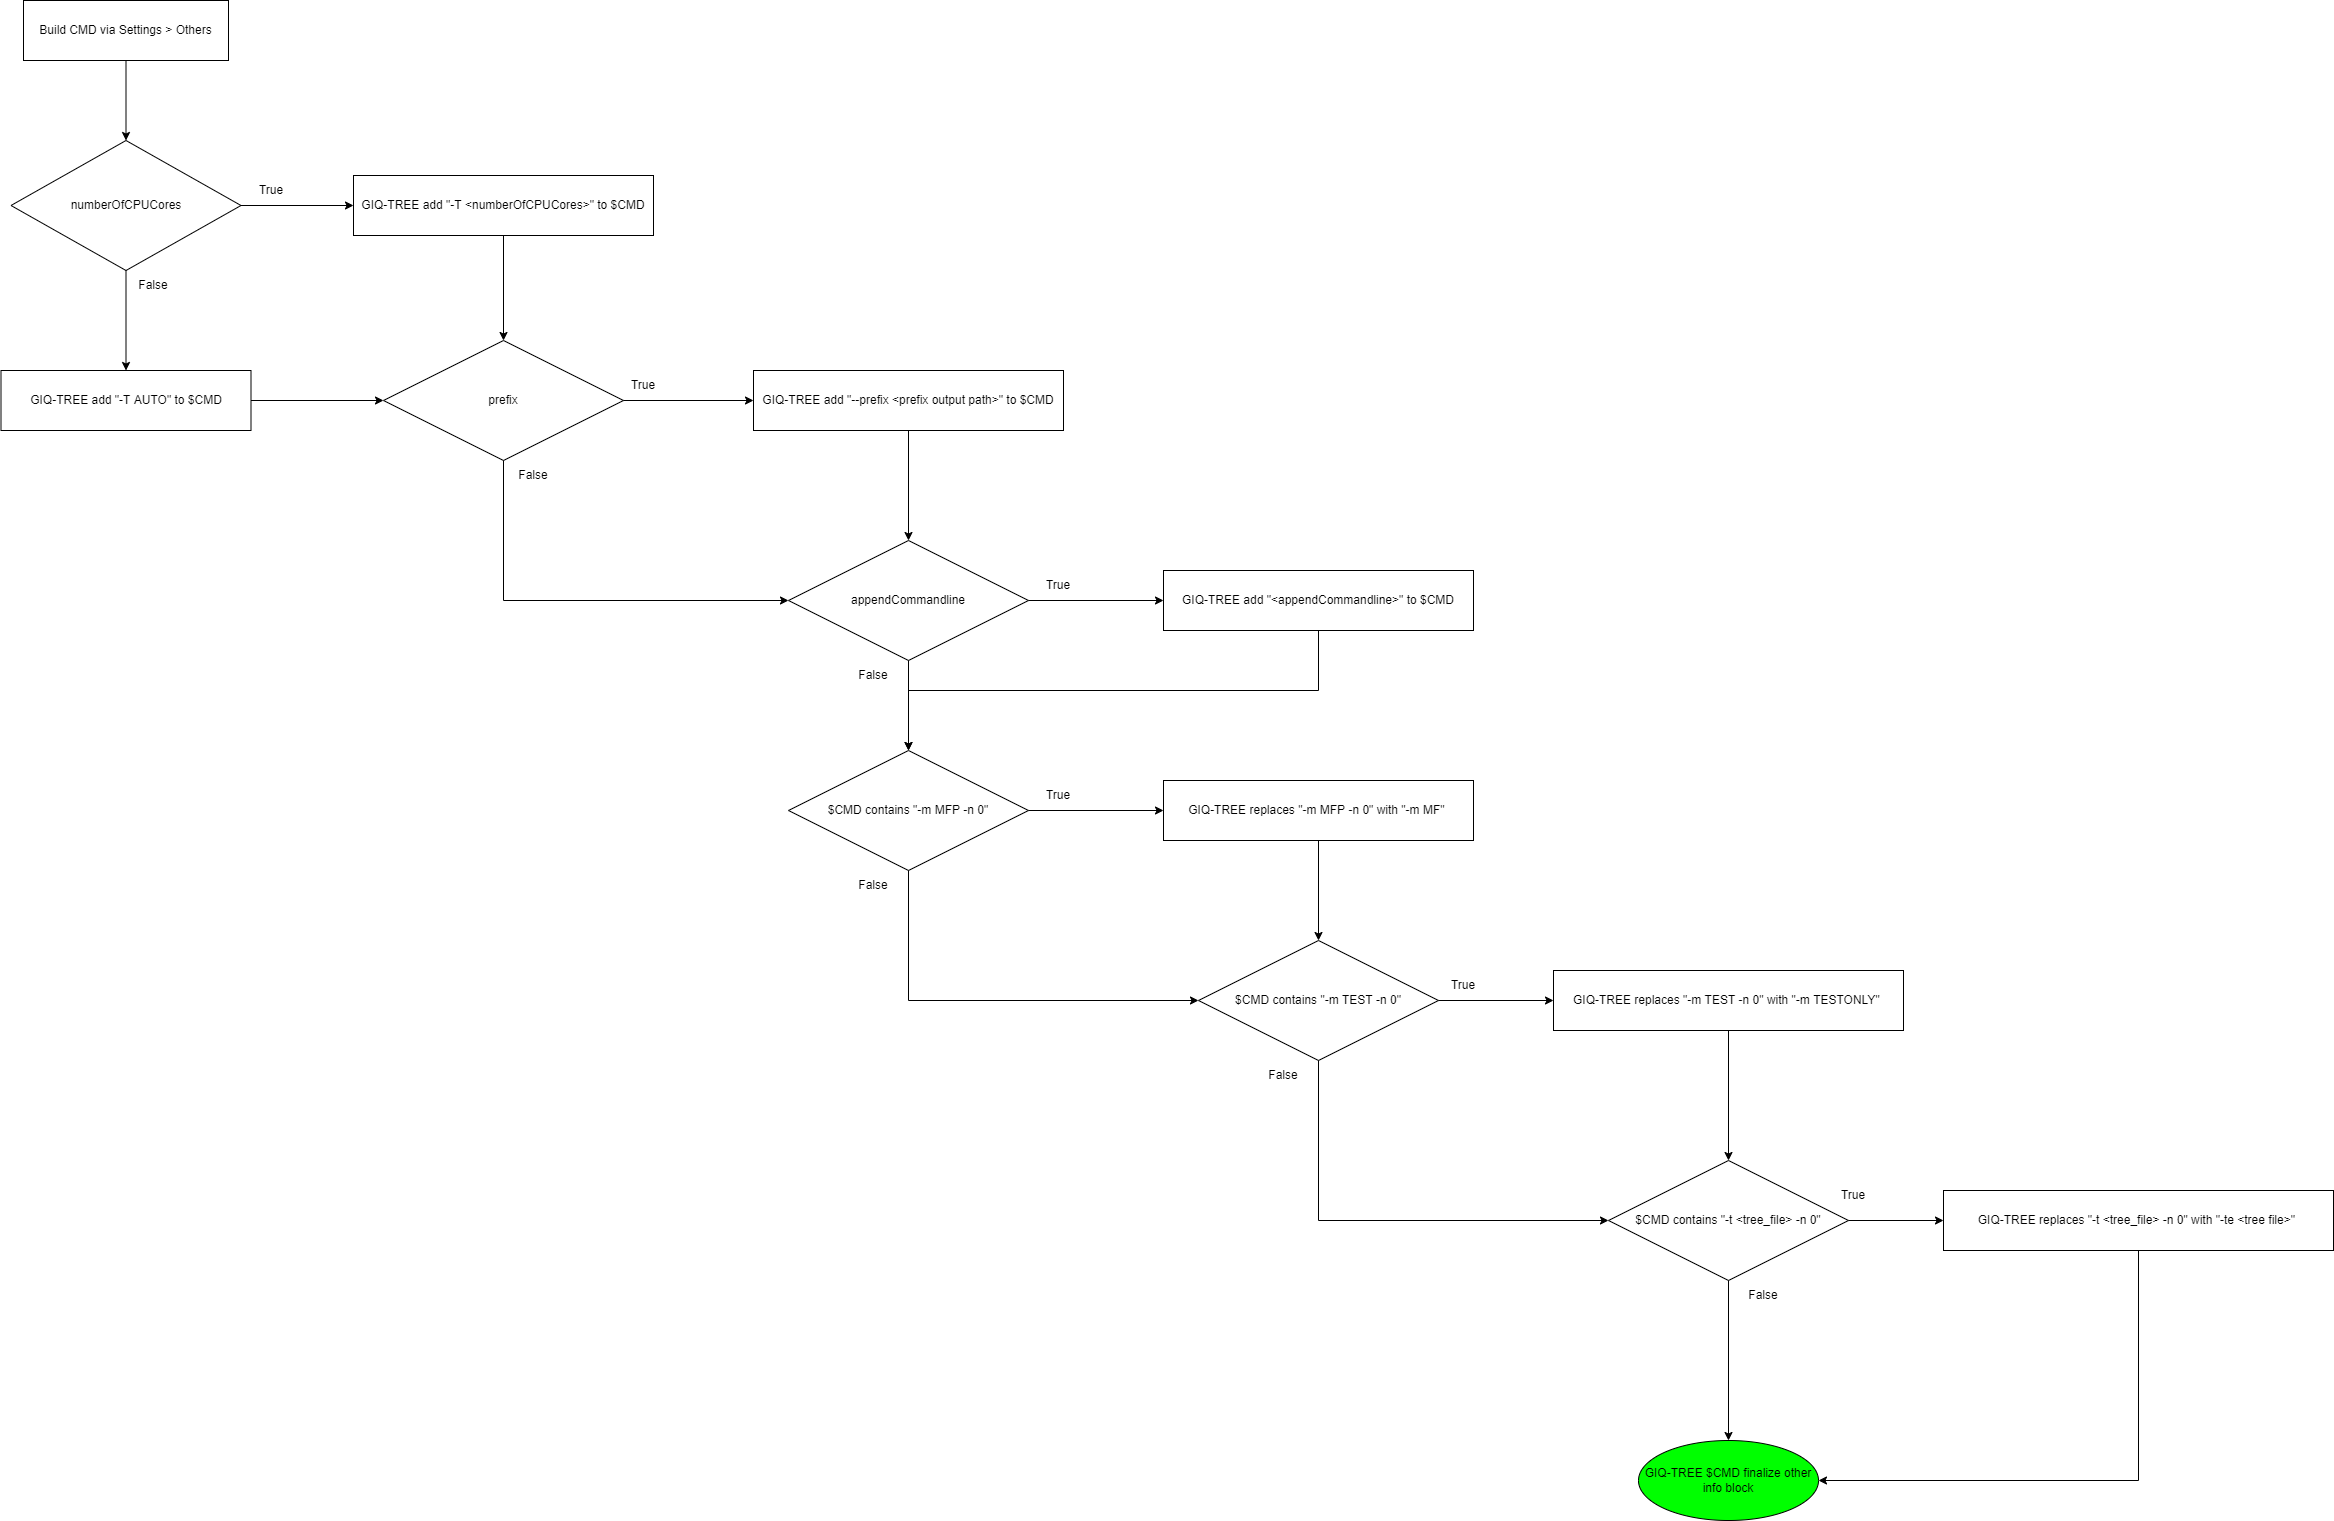 Build CMD via Settings > Others
numberOfCPUCores
True
GIQ-TREE add "-T <numberOfCPUCores>" to $CMD
False
GIQ-TREE add "-T AUTO" to $CMD
prefix
True
GIQ-TREE add "--prefix <prefix output path>" to $CMD
False
appendCommandline
True
GIQ-TREE add "<appendCommandline>" to $CMD
False
$CMD contains "-m MFP -n 0"
True
GIQ-TREE replaces "-m MFP -n 0" with "-m MF"
False
$CMD contains "-m TEST -n 0"
True
GIQ-TREE replaces "-m TEST -n 0" with "-m TESTONLY"
False
$CMD contains "-t <tree_file> -n 0"
True
GIQ-TREE replaces "-t <tree_file> -n 0" with "-te <tree file>"
False
GIQ-TREE $CMD finalize other
info block